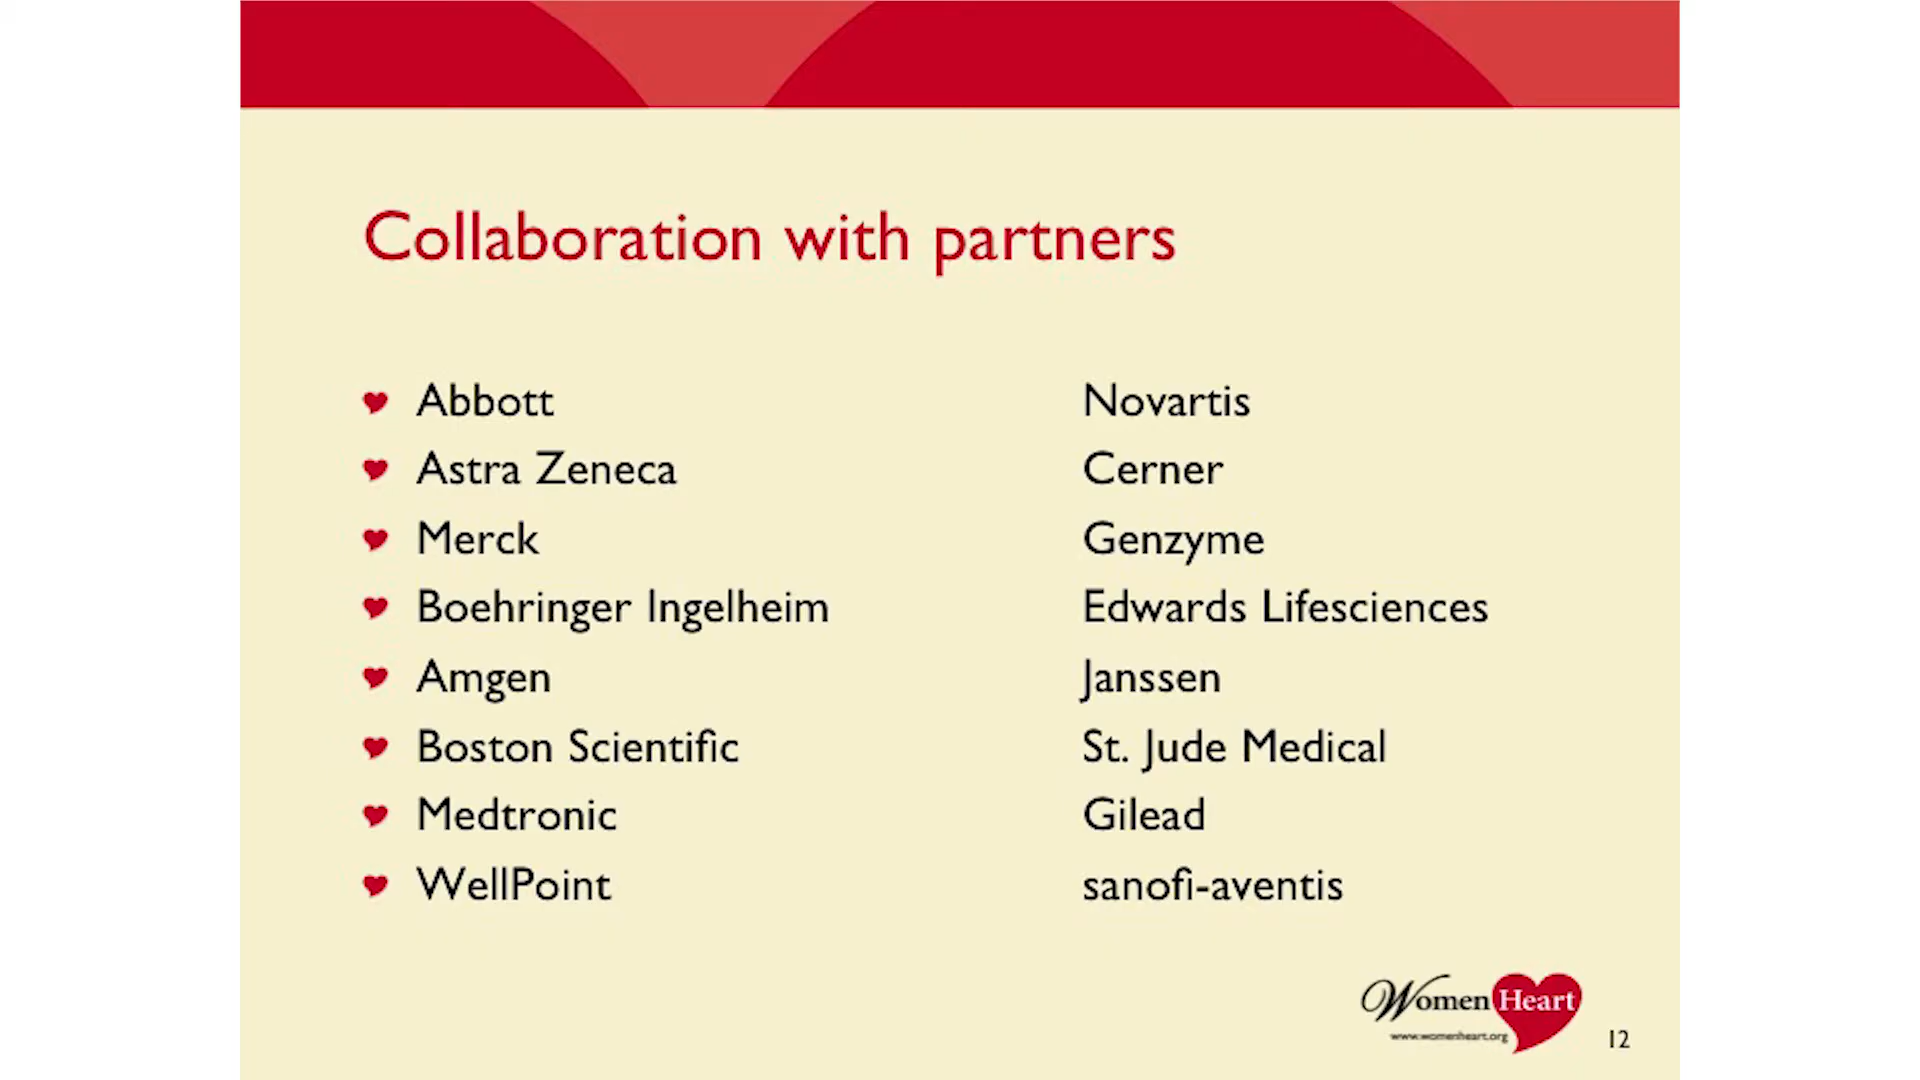 Collaboration with partners
Abbott
Astra Zeneca
Merck
Boehringer Ingelheim
Amgen
Boston Scientific
Medtronic
WellPoint
Novartis
Cerner
Genzyme
Edwards Lifesciences
Janssen
St. Jude Medical
Gilead
sanofi-aventis
WomenHeart
www.womenheart.org
12